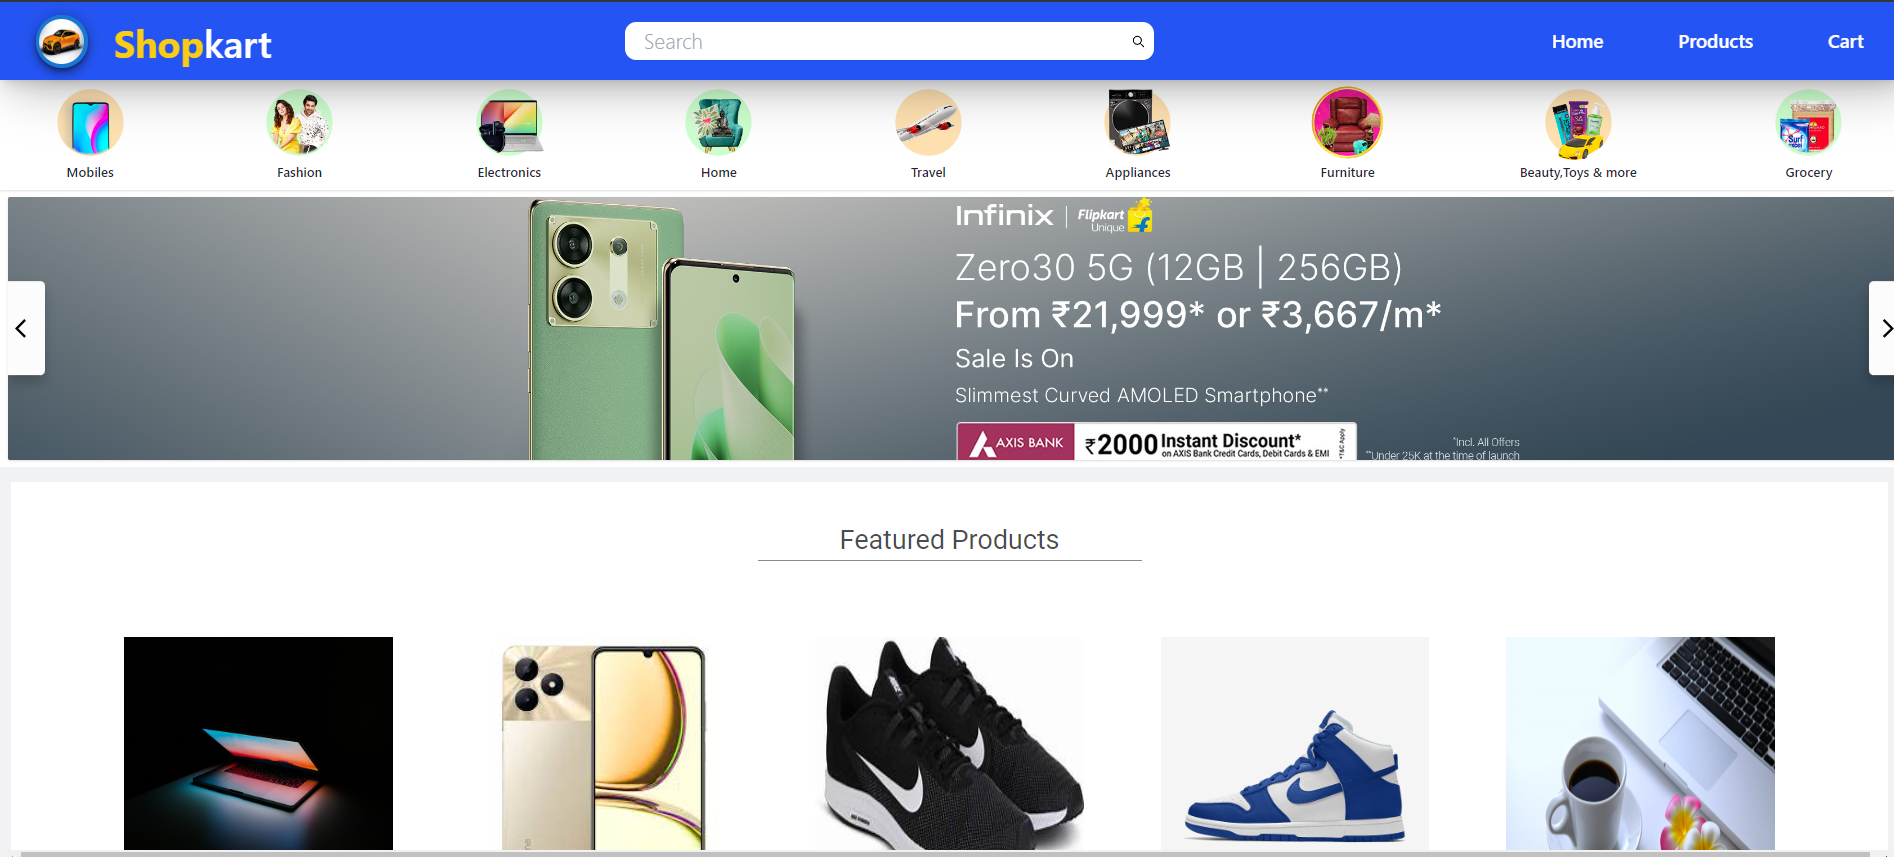 Shopkart
Search
Home
Products
Cart
Mobiles
Fashion
Electronics
Home
Travel
Appliances
Furniture
Beauty,Toys & more
Grocery
Infinix | Flipkart Unique
Zero30 5G (12GB | 256GB)
From ₹21,999* or ₹3,667/m*
Sale Is On
Slimmest Curved AMOLED Smartphone**
AXIS BANK
₹2000 Instant Discount*
on AXIS Bank Credit Cards, Debit Cards & EMI
*T&C Apply
*Incl. All Offers
**Under 25K at the time of launch
Featured Products